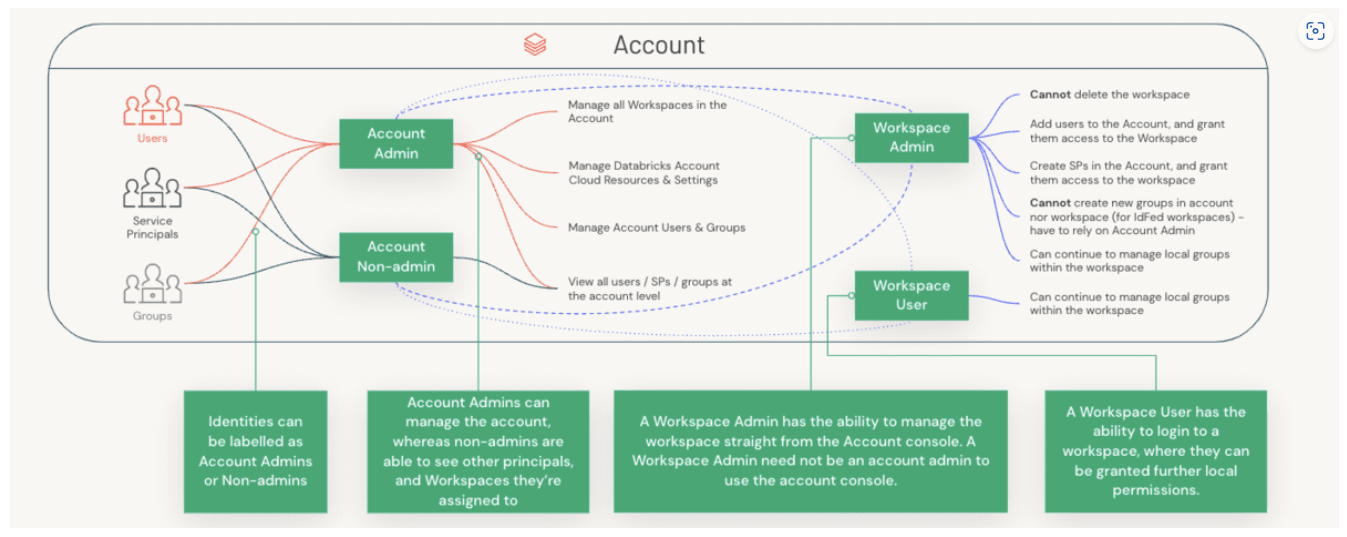 Account
Users
Service
Principals
Groups
Account
Admin
Account
Non-admin
Manage all Workspaces in the
Account
Manage Databricks Account
Cloud Resources & Settings
Manage Account Users & Groups
View all users / SPs / groups at
the account level
Workspace
Admin
Workspace
User
Cannot delete the workspace
Add users to the Account, and grant
them access to the Workspace
Create SPs in the Account, and grant
them access to the workspace
Cannot create new groups in account
nor workspace (for IdFed workspaces) -
have to rely on Account Admin
Can continue to manage local groups
within the workspace
Can continue to manage local groups
within the workspace
Identities can
be labelled as
Account Admins
or Non-admins
Account Admins can
manage the account,
whereas non-admins are
able to see other principals,
and Workspaces they're
assigned to
A Workspace Admin has the ability to manage the
workspace straight from the Account console. A
Workspace Admin need not be an account admin to
use the account console.
A Workspace User has the
ability to login to a
workspace, where they can
be granted further local
permissions.